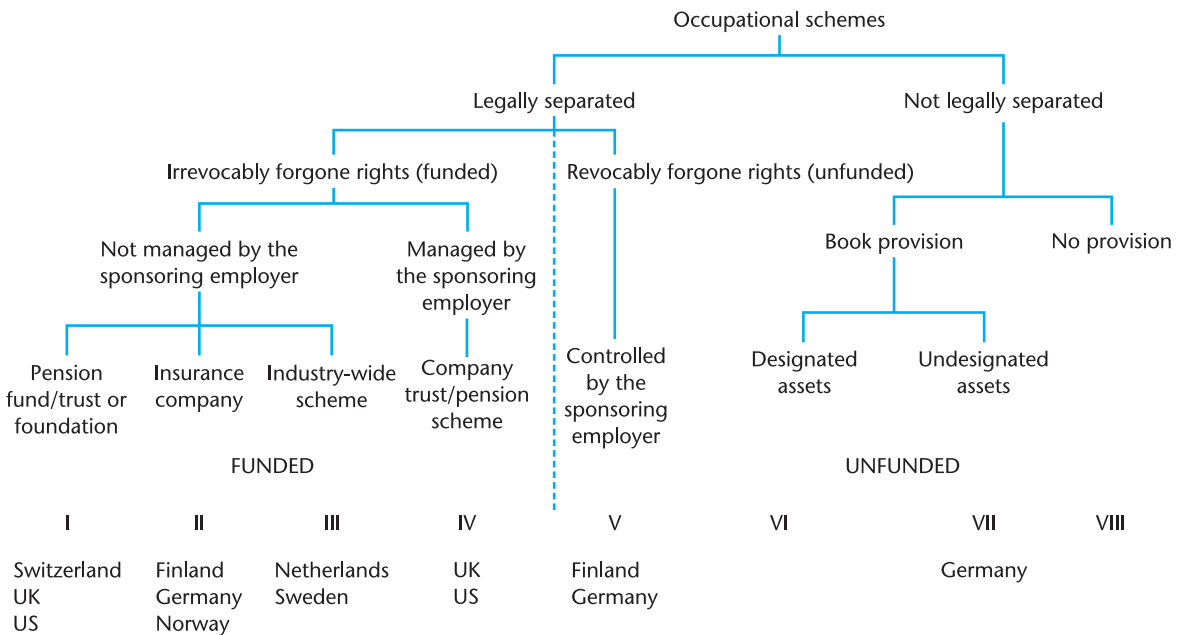 Occupational schemes
Legally separated
Not legally separated
Irrevocably forgone rights (funded)
Revocably forgone rights (unfunded)
Not managed by the
sponsoring employer
Managed by
the sponsoring
employer
Book provision
No provision
Pension
fund/trust or
foundation
Insurance
company
Industry-wide
scheme
Company
trust/pension
scheme
Controlled
by the
sponsoring
employer
Designated
assets
Undesignated
assets
FUNDED
UNFUNDED
I II III IV V VI VII VIII
Switzerland Finland Netherlands UK Finland Germany
UK Germany Sweden US Germany
US Norway